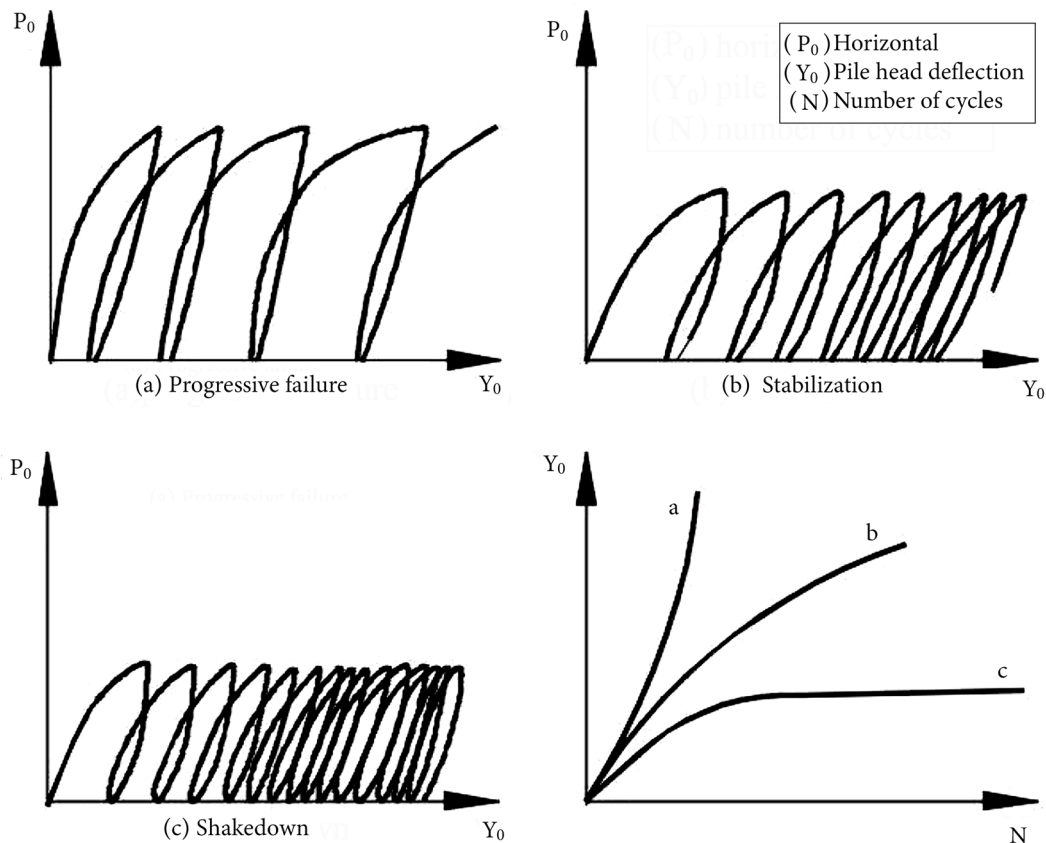 P₀
(a) Progressive failure
Y₀
P₀
(P₀) Horizontal
(Y₀) Pile head deflection
(N) Number of cycles
(b) Stabilization
Y₀
P₀
(c) Shakedown
Y₀
Y₀
a
b
c
N